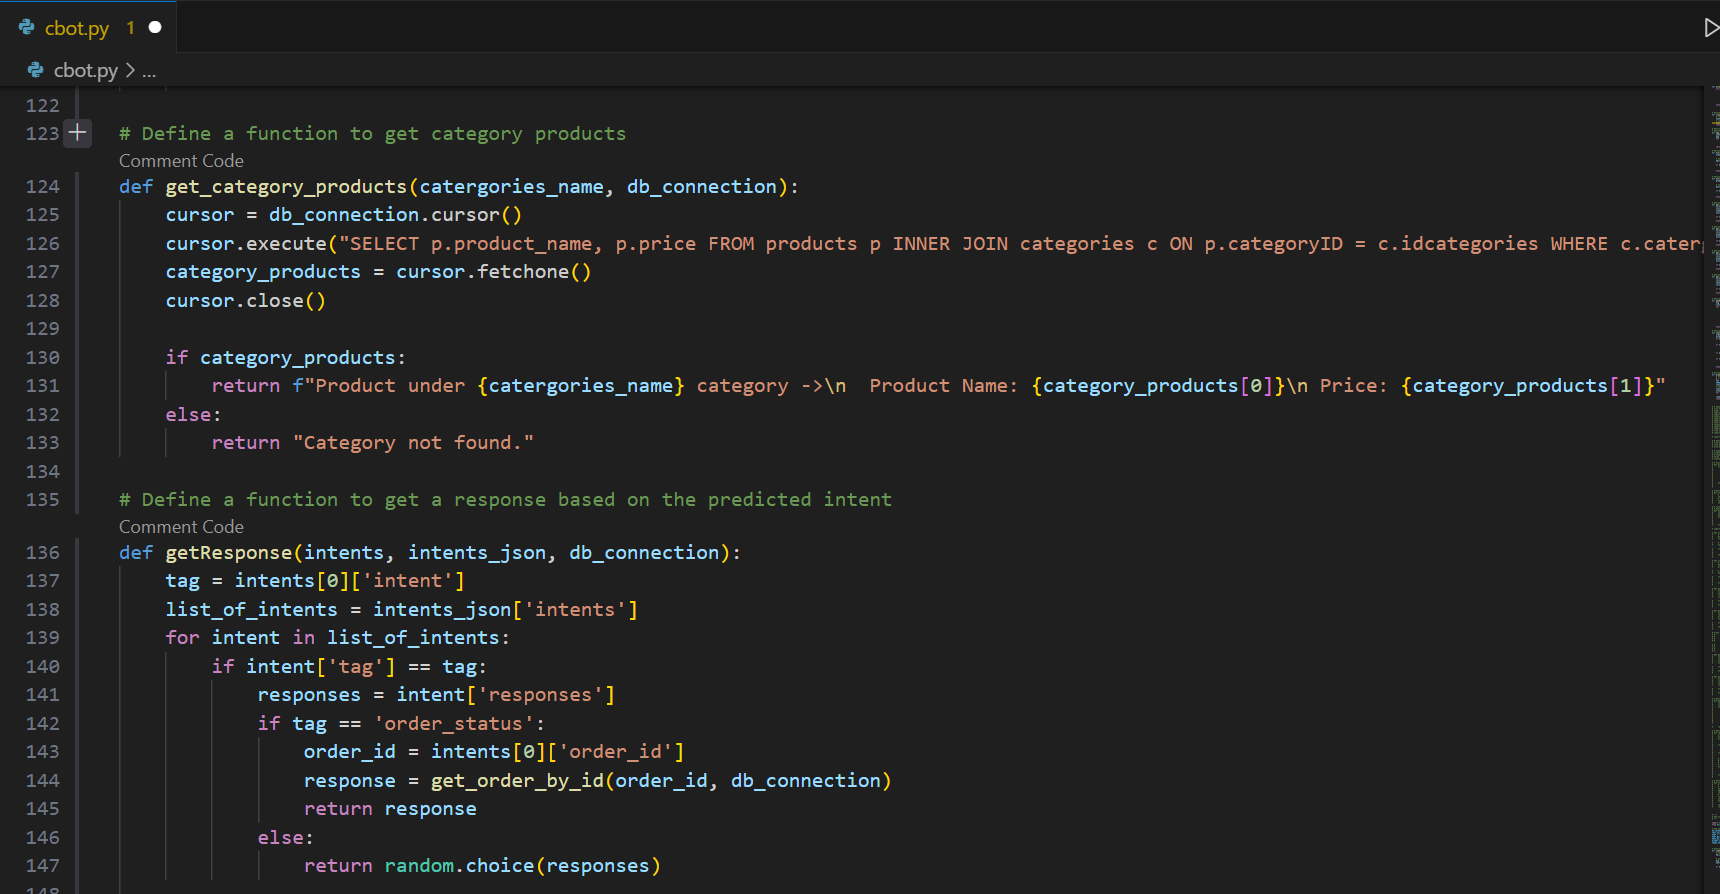 cbot.py 1
cbot.py > ...
122
123 # Define a function to get category products
Comment Code
124 def get_category_products(catergories_name, db_connection):
125     cursor = db_connection.cursor()
126     cursor.execute("SELECT p.product_name, p.price FROM products p INNER JOIN categories c ON p.categoryID = c.idcategories WHERE c.cater
127     category_products = cursor.fetchone()
128     cursor.close()
129
130     if category_products:
131         return f"Product under {catergories_name} category ->\n  Product Name: {category_products[0]}\n Price: {category_products[1]}"
132     else:
133         return "Category not found."
134
135 # Define a function to get a response based on the predicted intent
Comment Code
136 def getResponse(intents, intents_json, db_connection):
137     tag = intents[0]['intent']
138     list_of_intents = intents_json['intents']
139     for intent in list_of_intents:
140         if intent['tag'] == tag:
141             responses = intent['responses']
142             if tag == 'order_status':
143                 order_id = intents[0]['order_id']
144                 response = get_order_by_id(order_id, db_connection)
145                 return response
146             else:
147                 return random.choice(responses)
148